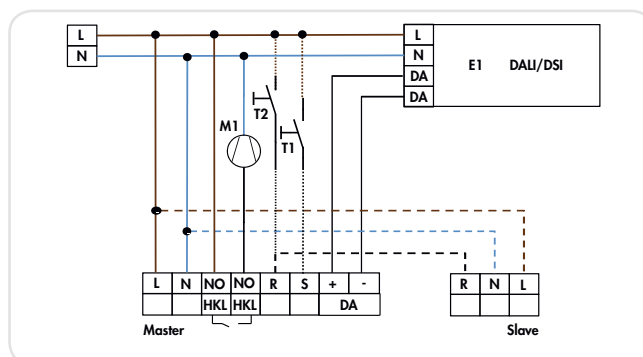 L
L
N
N
E1 DALI/DSI
DA
DA
T2
M1
T1
L N NO NO R S + -
HKL HKL DA
R N L
Master
Slave